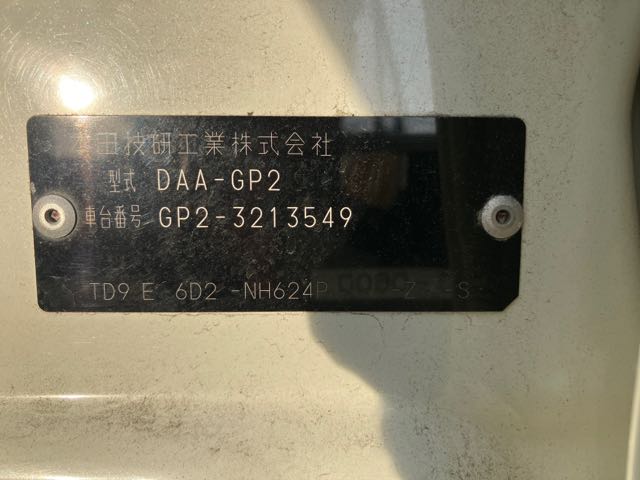 本田技研工業株式会社
型式 DAA-GP2
車台番号 GP2-3213549
TD9 E 6D2 -NH624P Z S